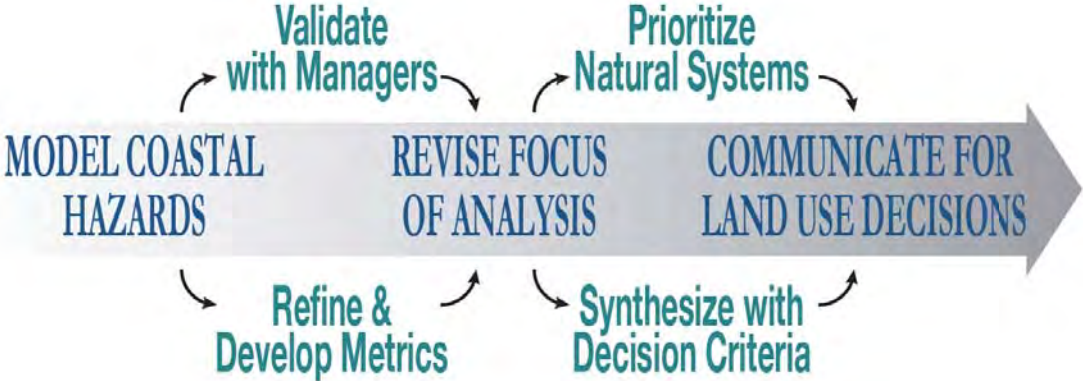 Validate
with Managers
Prioritize
Natural Systems
MODEL COASTAL
HAZARDS
REVISE FOCUS
OF ANALYSIS
COMMUNICATE FOR
LAND USE DECISIONS
Refine &
Develop Metrics
Synthesize with
Decision Criteria